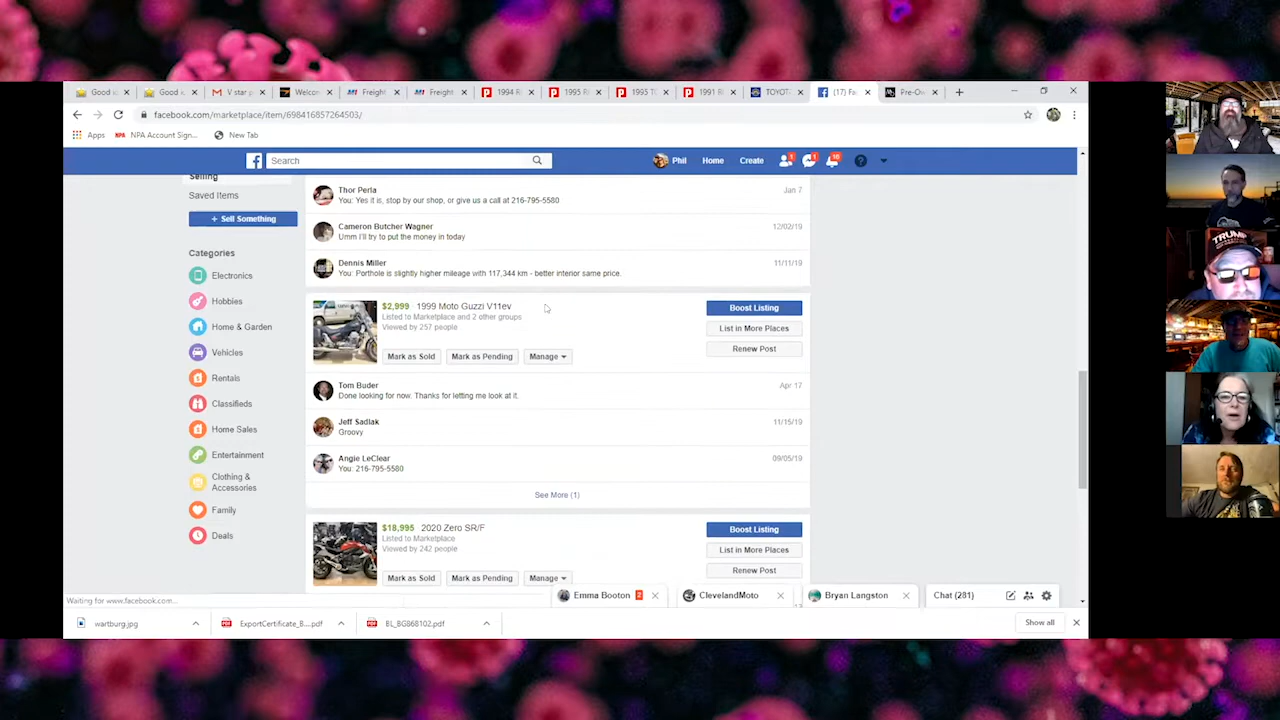 Good ic
Good ic
V star p
Welcon
Freight
Freight
1994 R
1995 R
1995 TC
1991 B
TOYOT
(17) Fa
Pre-Ow
facebook.com/marketplace/item/698416857264503/
Apps
NPA Account Sign...
New Tab
Search
Phil
Home
Create
Selling
Saved Items
+ Sell Something
Categories
Electronics
Hobbies
Home & Garden
Vehicles
Rentals
Classifieds
Home Sales
Entertainment
Clothing &
Accessories
Family
Deals
Thor Perla
Jan 7
You: Yes it is, stop by our shop, or give us a call at 216-795-5580
Cameron Butcher Wagner
12/02/19
Umm I'll try to put the money in today
Dennis Miller
11/11/19
You: Porthole is slightly higher mileage with 117,344 km - better interior same price.
$2,999 1999 Moto Guzzi V11ev
Listed to Marketplace and 2 other groups
Viewed by 257 people
Mark as Sold
Mark as Pending
Manage
Boost Listing
List in More Places
Renew Post
Tom Buder
Apr 17
Done looking for now. Thanks for letting me look at it.
Jeff Sadlak
11/15/19
Groovy
Angie LeClear
09/05/19
You: 216-795-5580
See More (1)
$18,995 2020 Zero SR/F
Listed to Marketplace
Viewed by 242 people
Mark as Sold
Mark as Pending
Manage
Boost Listing
List in More Places
Renew Post
Emma Booton 2
ClevelandMoto
Bryan Langston
Chat (281)
Waiting for www.facebook.com...
wartburg.jpg
ExportCertificate_B....pdf
BL_BG868102.pdf
Show all
TRUMP